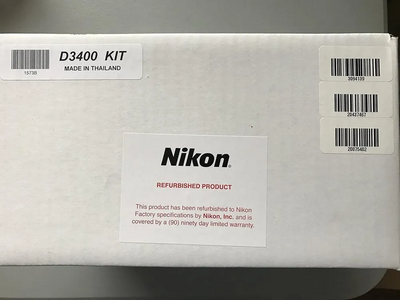 D3400 KIT
MADE IN THAILAND
Nikon
REFURBISHED PRODUCT
This product has been refurbished to Nikon
Factory specifications by Nikon, Inc. and is
covered by a (90) ninety day limited warranty.